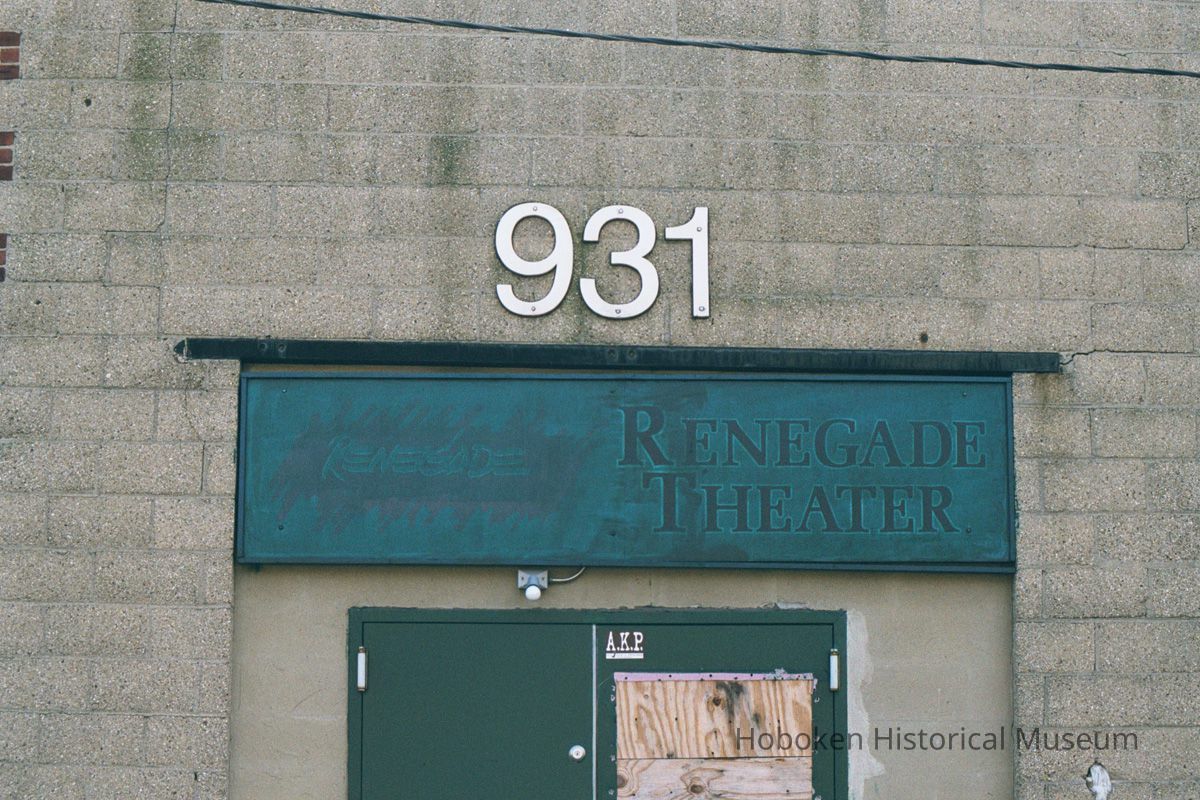 931
RENEGADE
RENEGADE
THEATER
A.K.P.
Hoboken Historical Museum